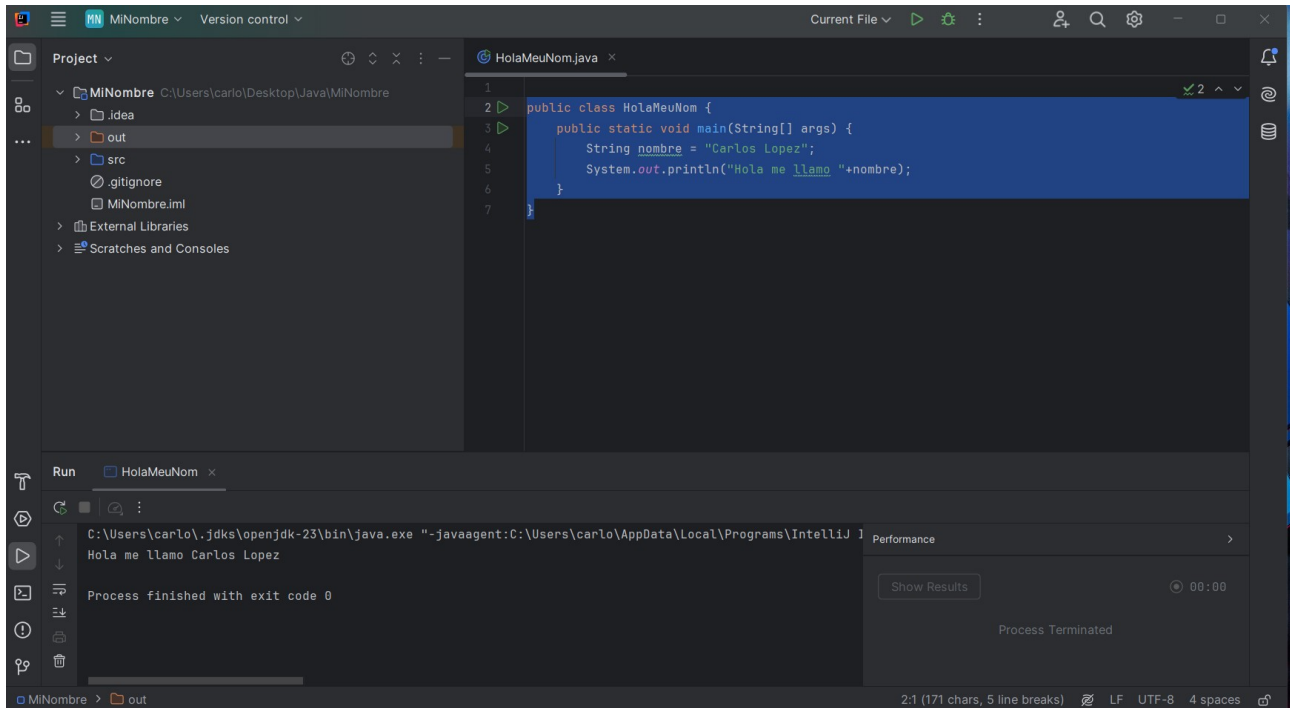 MN MiNombre Version control Current File
Project
HolaMeuNom.java
MiNombre C:\Users\carlo\Desktop\Java\MiNombre
.idea
out
src
.gitignore
MiNombre.iml
External Libraries
Scratches and Consoles
1
2
2 public class HolaMeuNom {
3 public static void main(String[] args) {
4 String nombre = "Carlos Lopez";
5 System.out.println("Hola me llamo "+nombre);
6 }
7 }
Run HolaMeuNom
C:\Users\carlo\.jdks\openjdk-23\bin\java.exe "-javaagent:C:\Users\carlo\AppData\Local\Programs\IntelliJ I
Hola me llamo Carlos Lopez
Process finished with exit code 0
Performance
Show Results 00:00
Process Terminated
MiNombre > out 2:1 (171 chars, 5 line breaks) LF UTF-8 4 spaces